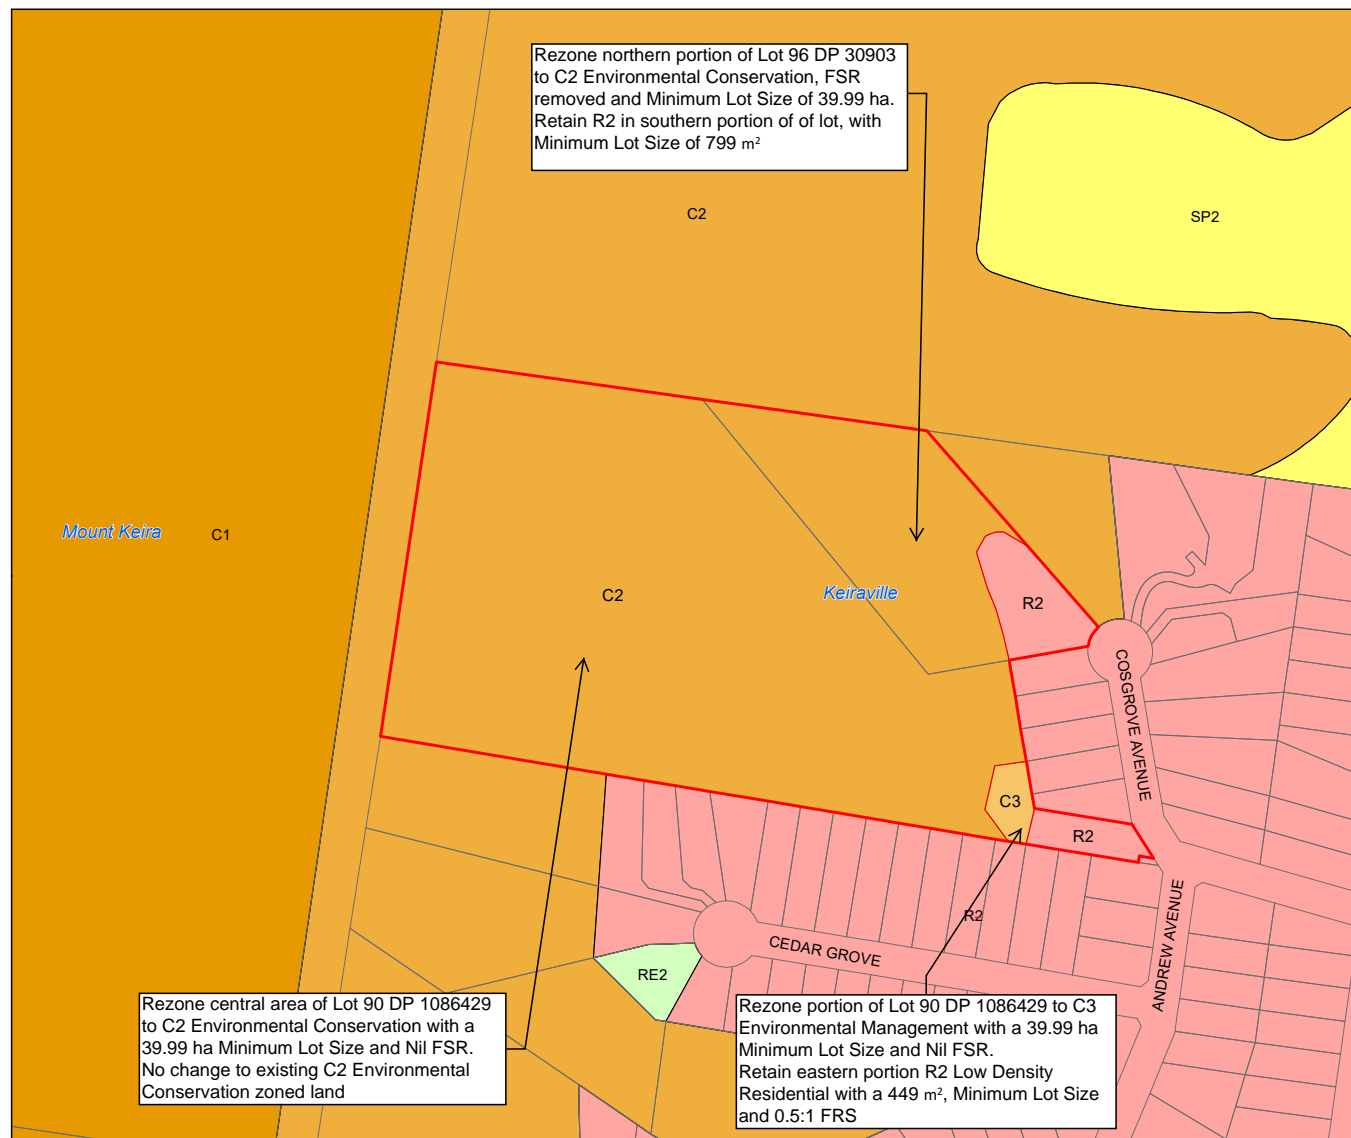 Rezone northern portion of Lot 96 DP 30903
to C2 Environmental Conservation, FSR
removed and Minimum Lot Size of 39.99 ha.
Retain R2 in southern portion of of lot, with
Minimum Lot Size of 799 m²
C2
SP2
Mount Keira
C1
C2
Keiraville
R2
COSGROVE AVENUE
C3
R2
R2
CEDAR GROVE
ANDREW AVENUE
RE2
Rezone central area of Lot 90 DP 1086429
to C2 Environmental Conservation with a
39.99 ha Minimum Lot Size and Nil FSR.
No change to existing C2 Environmental
Conservation zoned land
Rezone portion of Lot 90 DP 1086429 to C3
Environmental Management with a 39.99 ha
Minimum Lot Size and Nil FSR.
Retain eastern portion R2 Low Density
Residential with a 449 m², Minimum Lot Size
and 0.5:1 FRS